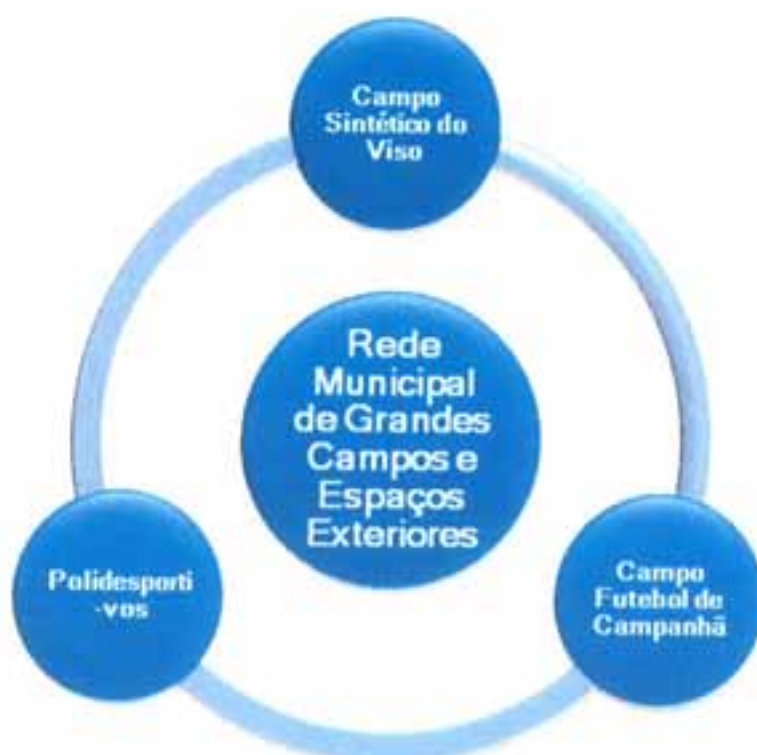 Campo
Sintético do
Viso
Rede
Municipal
de Grandes
Campos e
Espaços
Exteriores
Polidesporti
-vos
Campo
Futebol de
Campanhã